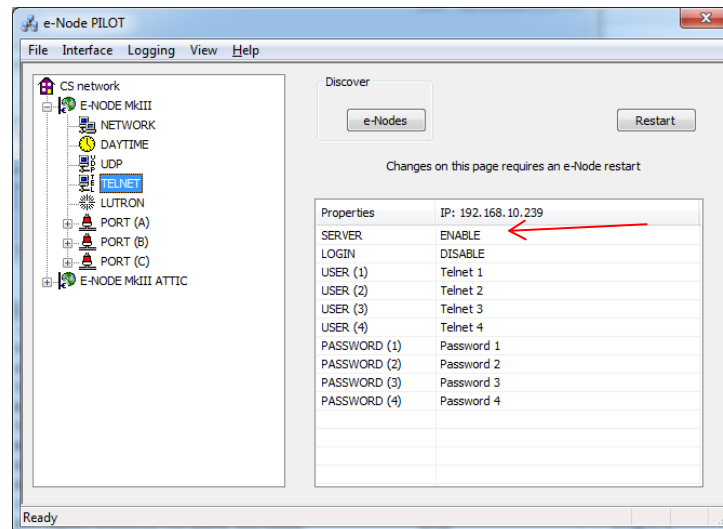 e-Node PILOT
File Interface Logging View Help
CS network
E-NODE MkIII
NETWORK
DAYTIME
UDP
TELNET
LUTRON
PORT (A)
PORT (B)
PORT (C)
E-NODE MkIII ATTIC
Discover
e-Nodes
Restart
Changes on this page requires an e-Node restart
Properties IP: 192.168.10.239
SERVER ENABLE
LOGIN DISABLE
USER (1) Telnet 1
USER (2) Telnet 2
USER (3) Telnet 3
USER (4) Telnet 4
PASSWORD (1) Password 1
PASSWORD (2) Password 2
PASSWORD (3) Password 3
PASSWORD (4) Password 4
Ready